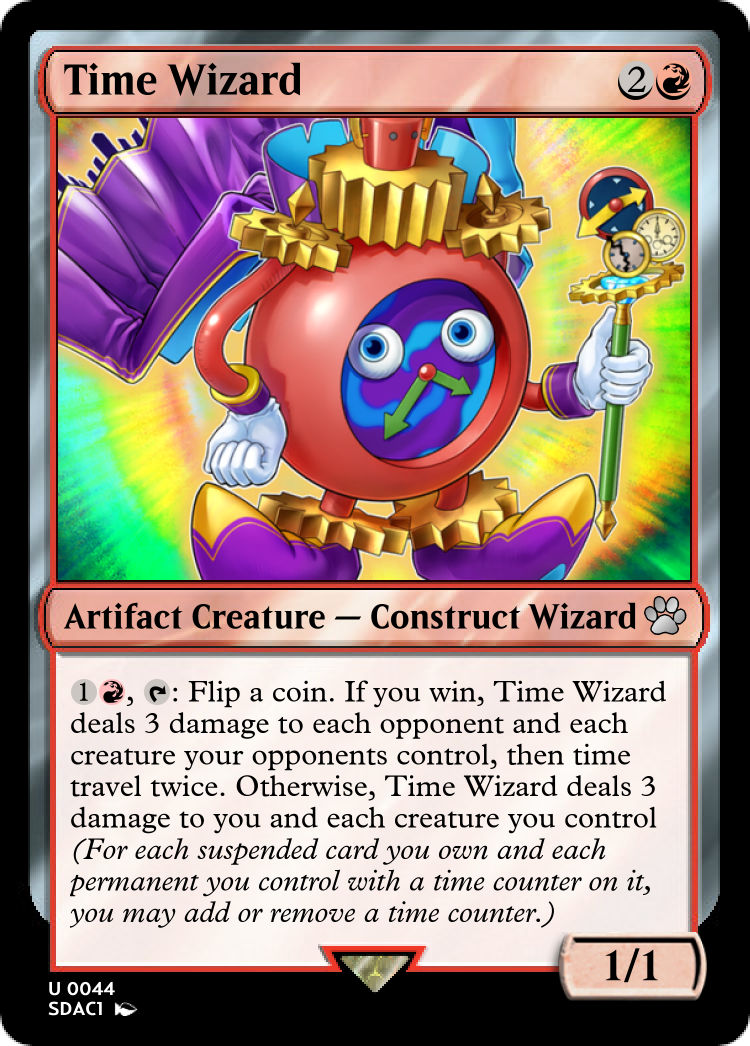 Time Wizard 2
Artifact Creature — Construct Wizard
1, : Flip a coin. If you win, Time Wizard
deals 3 damage to each opponent and each
creature your opponents control, then time
travel twice. Otherwise, Time Wizard deals 3
damage to you and each creature you control
(For each suspended card you own and each
permanent you control with a time counter on it,
you may add or remove a time counter.)
1/1
U 0044
SDAC1